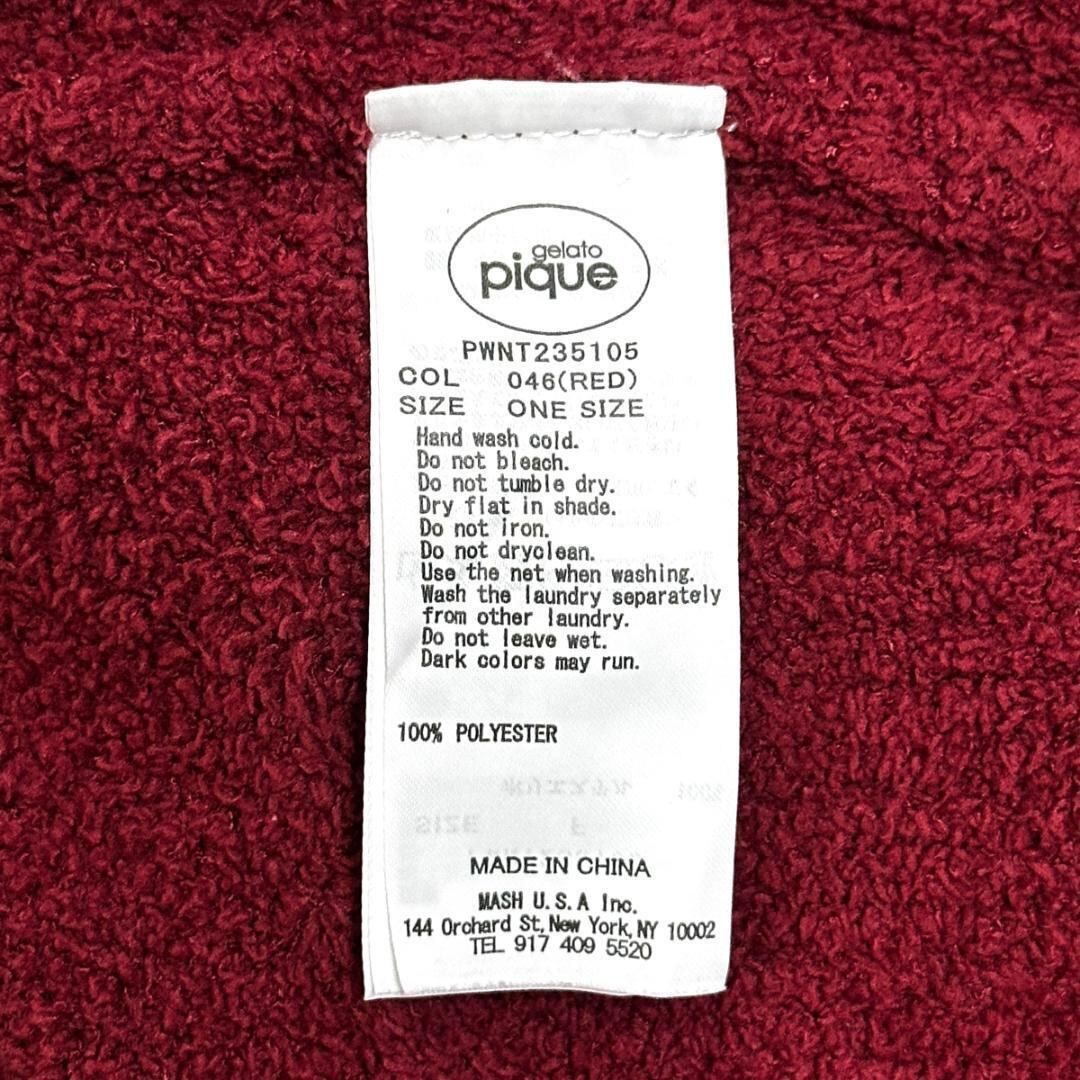 gelato
pique
PWNT235105
COL 046(RED)
SIZE ONE SIZE
Hand wash cold.
Do not bleach.
Do not tumble dry.
Dry flat in shade.
Do not iron.
Do not dryclean.
Use the net when washing.
Wash the laundry separately
from other laundry.
Do not leave wet.
Dark colors may run.
100% POLYESTER
MADE IN CHINA
MASH U.S.A Inc.
144 Orchard St, New York, NY 10002
TEL 917 409 5520